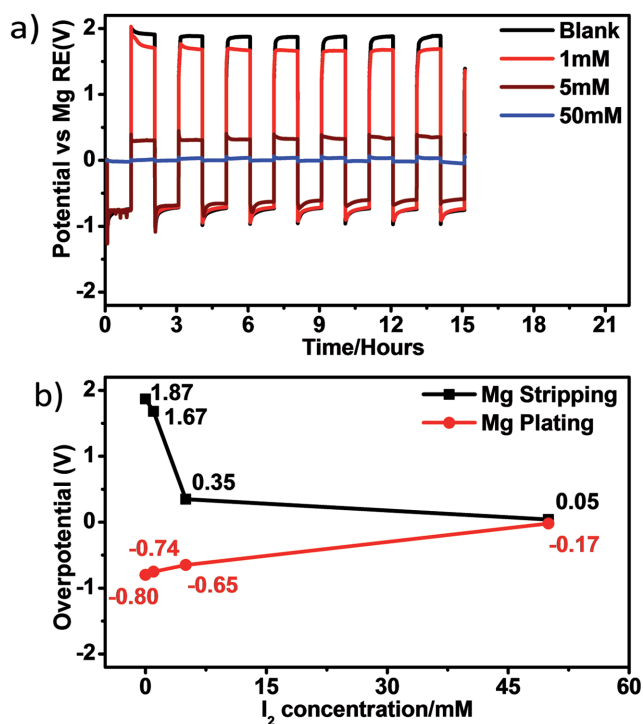 a)
Potential vs Mg RE(V)
2
1
0
-1
-2
Blank
1mM
5mM
50mM
0 3 6 9 12 15 18 21
Time/Hours
b)
Overpotential (V)
2
1
0
-1
-2
Mg Stripping
Mg Plating
1.87
1.67
0.35
0.05
-0.74
-0.80
-0.65
-0.17
0 15 30 45 60
I₂ concentration/mM